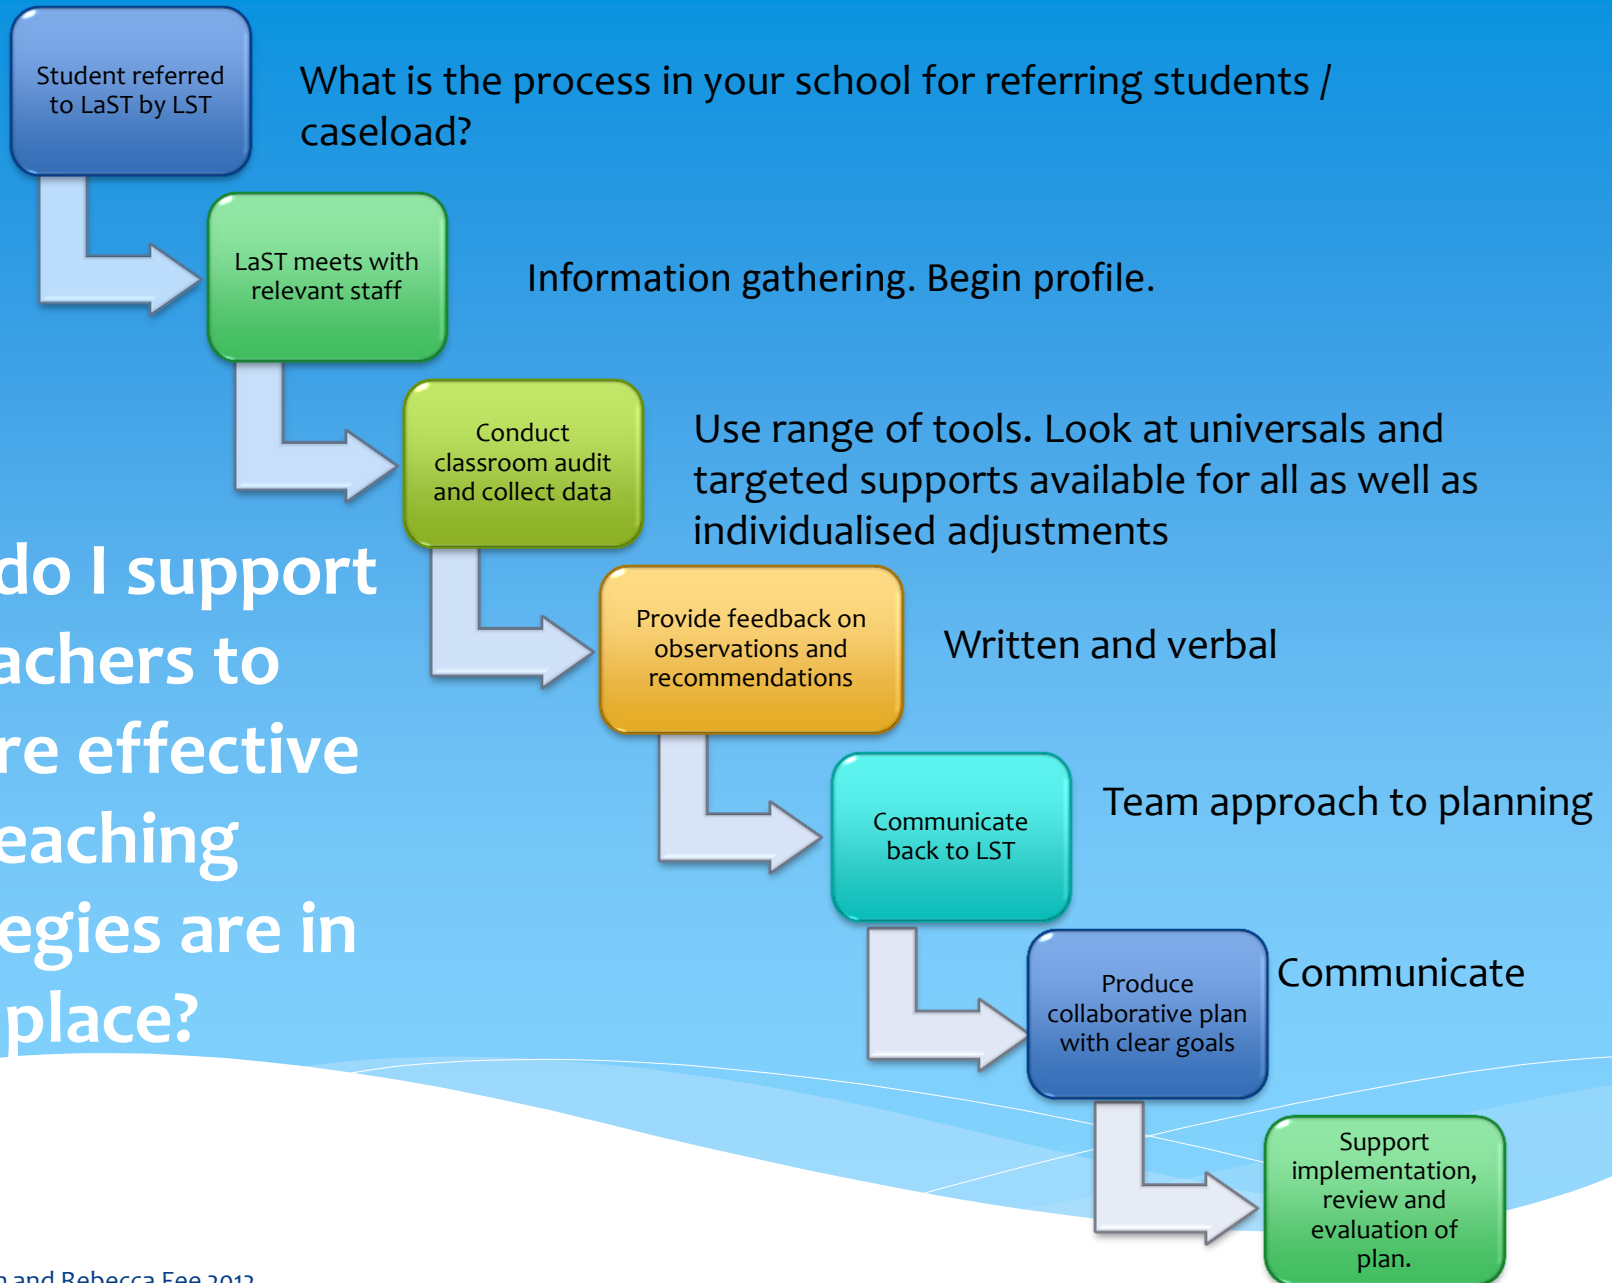 Student referred
to LaST by LST
What is the process in your school for referring students /
caseload?
LaST meets with
relevant staff
Information gathering. Begin profile.
Conduct
classroom audit
and collect data
Use range of tools. Look at universals and
targeted supports available for all as well as
individualised adjustments
do I support
achers to
re effective
eaching
egies are in
place?
Provide feedback on
observations and
recommendations
Written and verbal
Communicate
back to LST
Team approach to planning
Produce
collaborative plan
with clear goals
Communicate
Support
implementation,
review and
evaluation of
plan.
and Rebecca Fee 2012